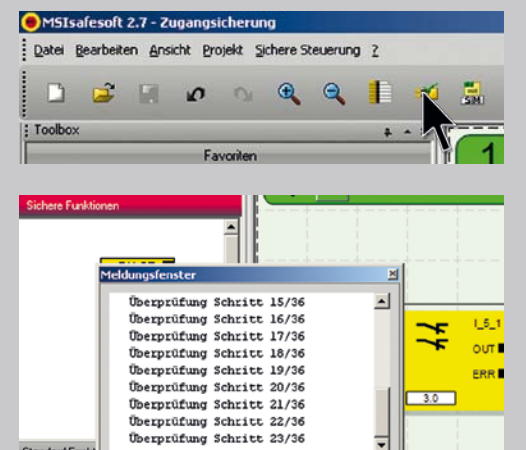 MSIsafesoft 2.7 - Zugangsicherung
Datei Bearbeiten Ansicht Projekt Sichere Steuerung ?
SIM
Toolbox
Favoriten
1
Sichere Funktionen
Meldungsfenster
Überprüfung Schritt 15/36
Überprüfung Schritt 16/36
Überprüfung Schritt 17/36
Überprüfung Schritt 18/36
Überprüfung Schritt 19/36
Überprüfung Schritt 20/36
Überprüfung Schritt 21/36
Überprüfung Schritt 22/36
Überprüfung Schritt 23/36
I_5_1
OUT
ERR
3.0